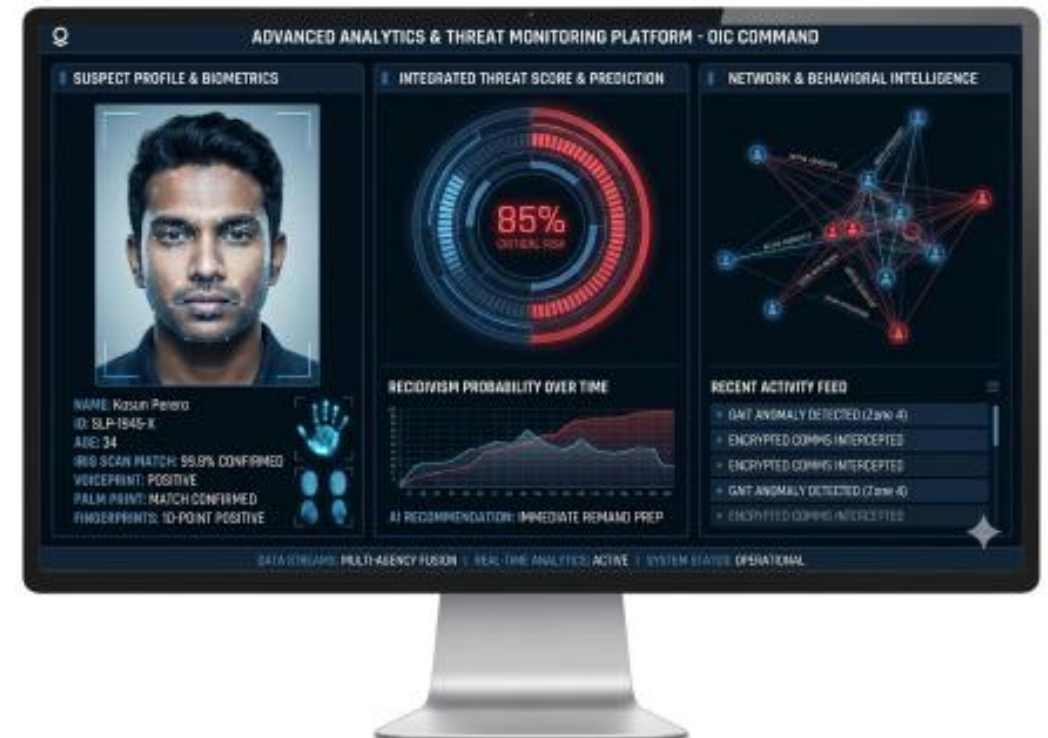 ADVANCED ANALYTICS & THREAT MONITORING PLATFORM - OIC COMMAND
SUSPECT PROFILE & BIOMETRICS
NAME: Kasun Perera
ID: SLP-1945-X
AGE: 34
IRIS SCAN MATCH: 99.9% CONFIRMED
VOICEPRINT: POSITIVE
PALM PRINT: MATCH CONFIRMED
FINGERPRINTS: 10-POINT POSITIVE
INTEGRATED THREAT SCORE & PREDICTION
85%
CRITICAL RISK
RECIDIVISM PROBABILITY OVER TIME
AI RECOMMENDATION: IMMEDIATE REMAND PREP
NETWORK & BEHAVIORAL INTELLIGENCE
RECENT ACTIVITY FEED
GAIT ANOMALY DETECTED (Zone 4)
ENCRYPTED COMMS INTERCEPTED
ENCRYPTED COMMS INTERCEPTED
GAIT ANOMALY DETECTED (Zone 4)
ENCRYPTED COMMS INTERCEPTED
DATA STREAMS: MULTI-AGENCY FUSION | REAL-TIME ANALYTICS: ACTIVE | SYSTEM STATUS: OPERATIONAL